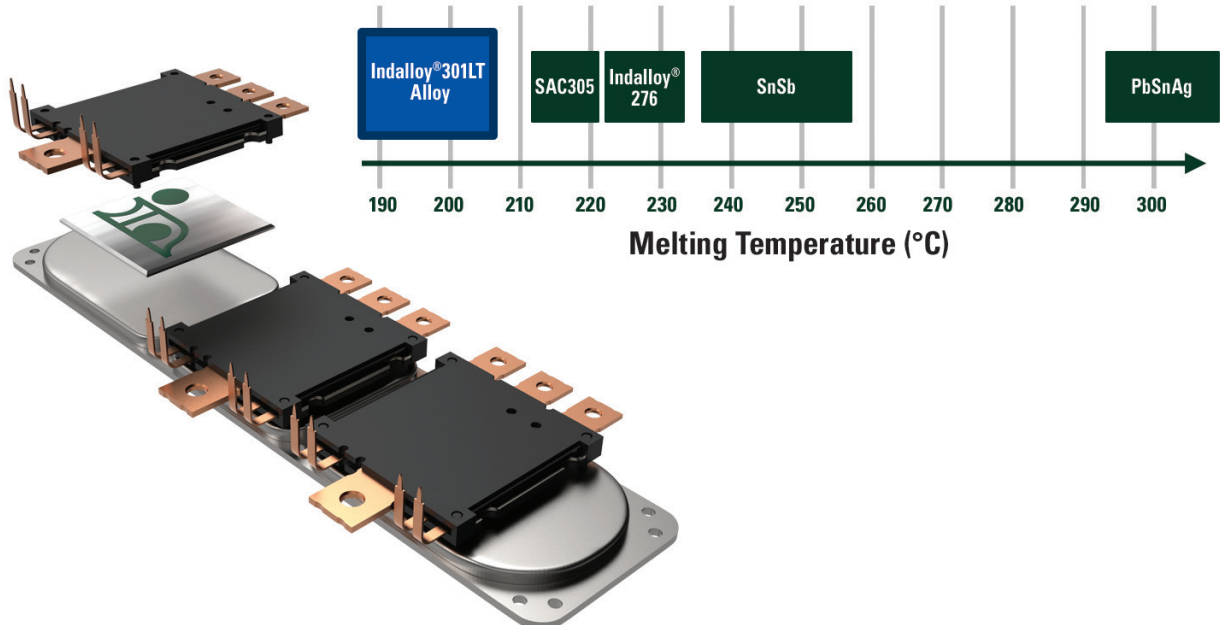 Indalloy®301LT
Alloy
SAC305
Indalloy®
276
SnSb
PbSnAg
190 200 210 220 230 240 250 260 270 280 290 300
Melting Temperature (°C)